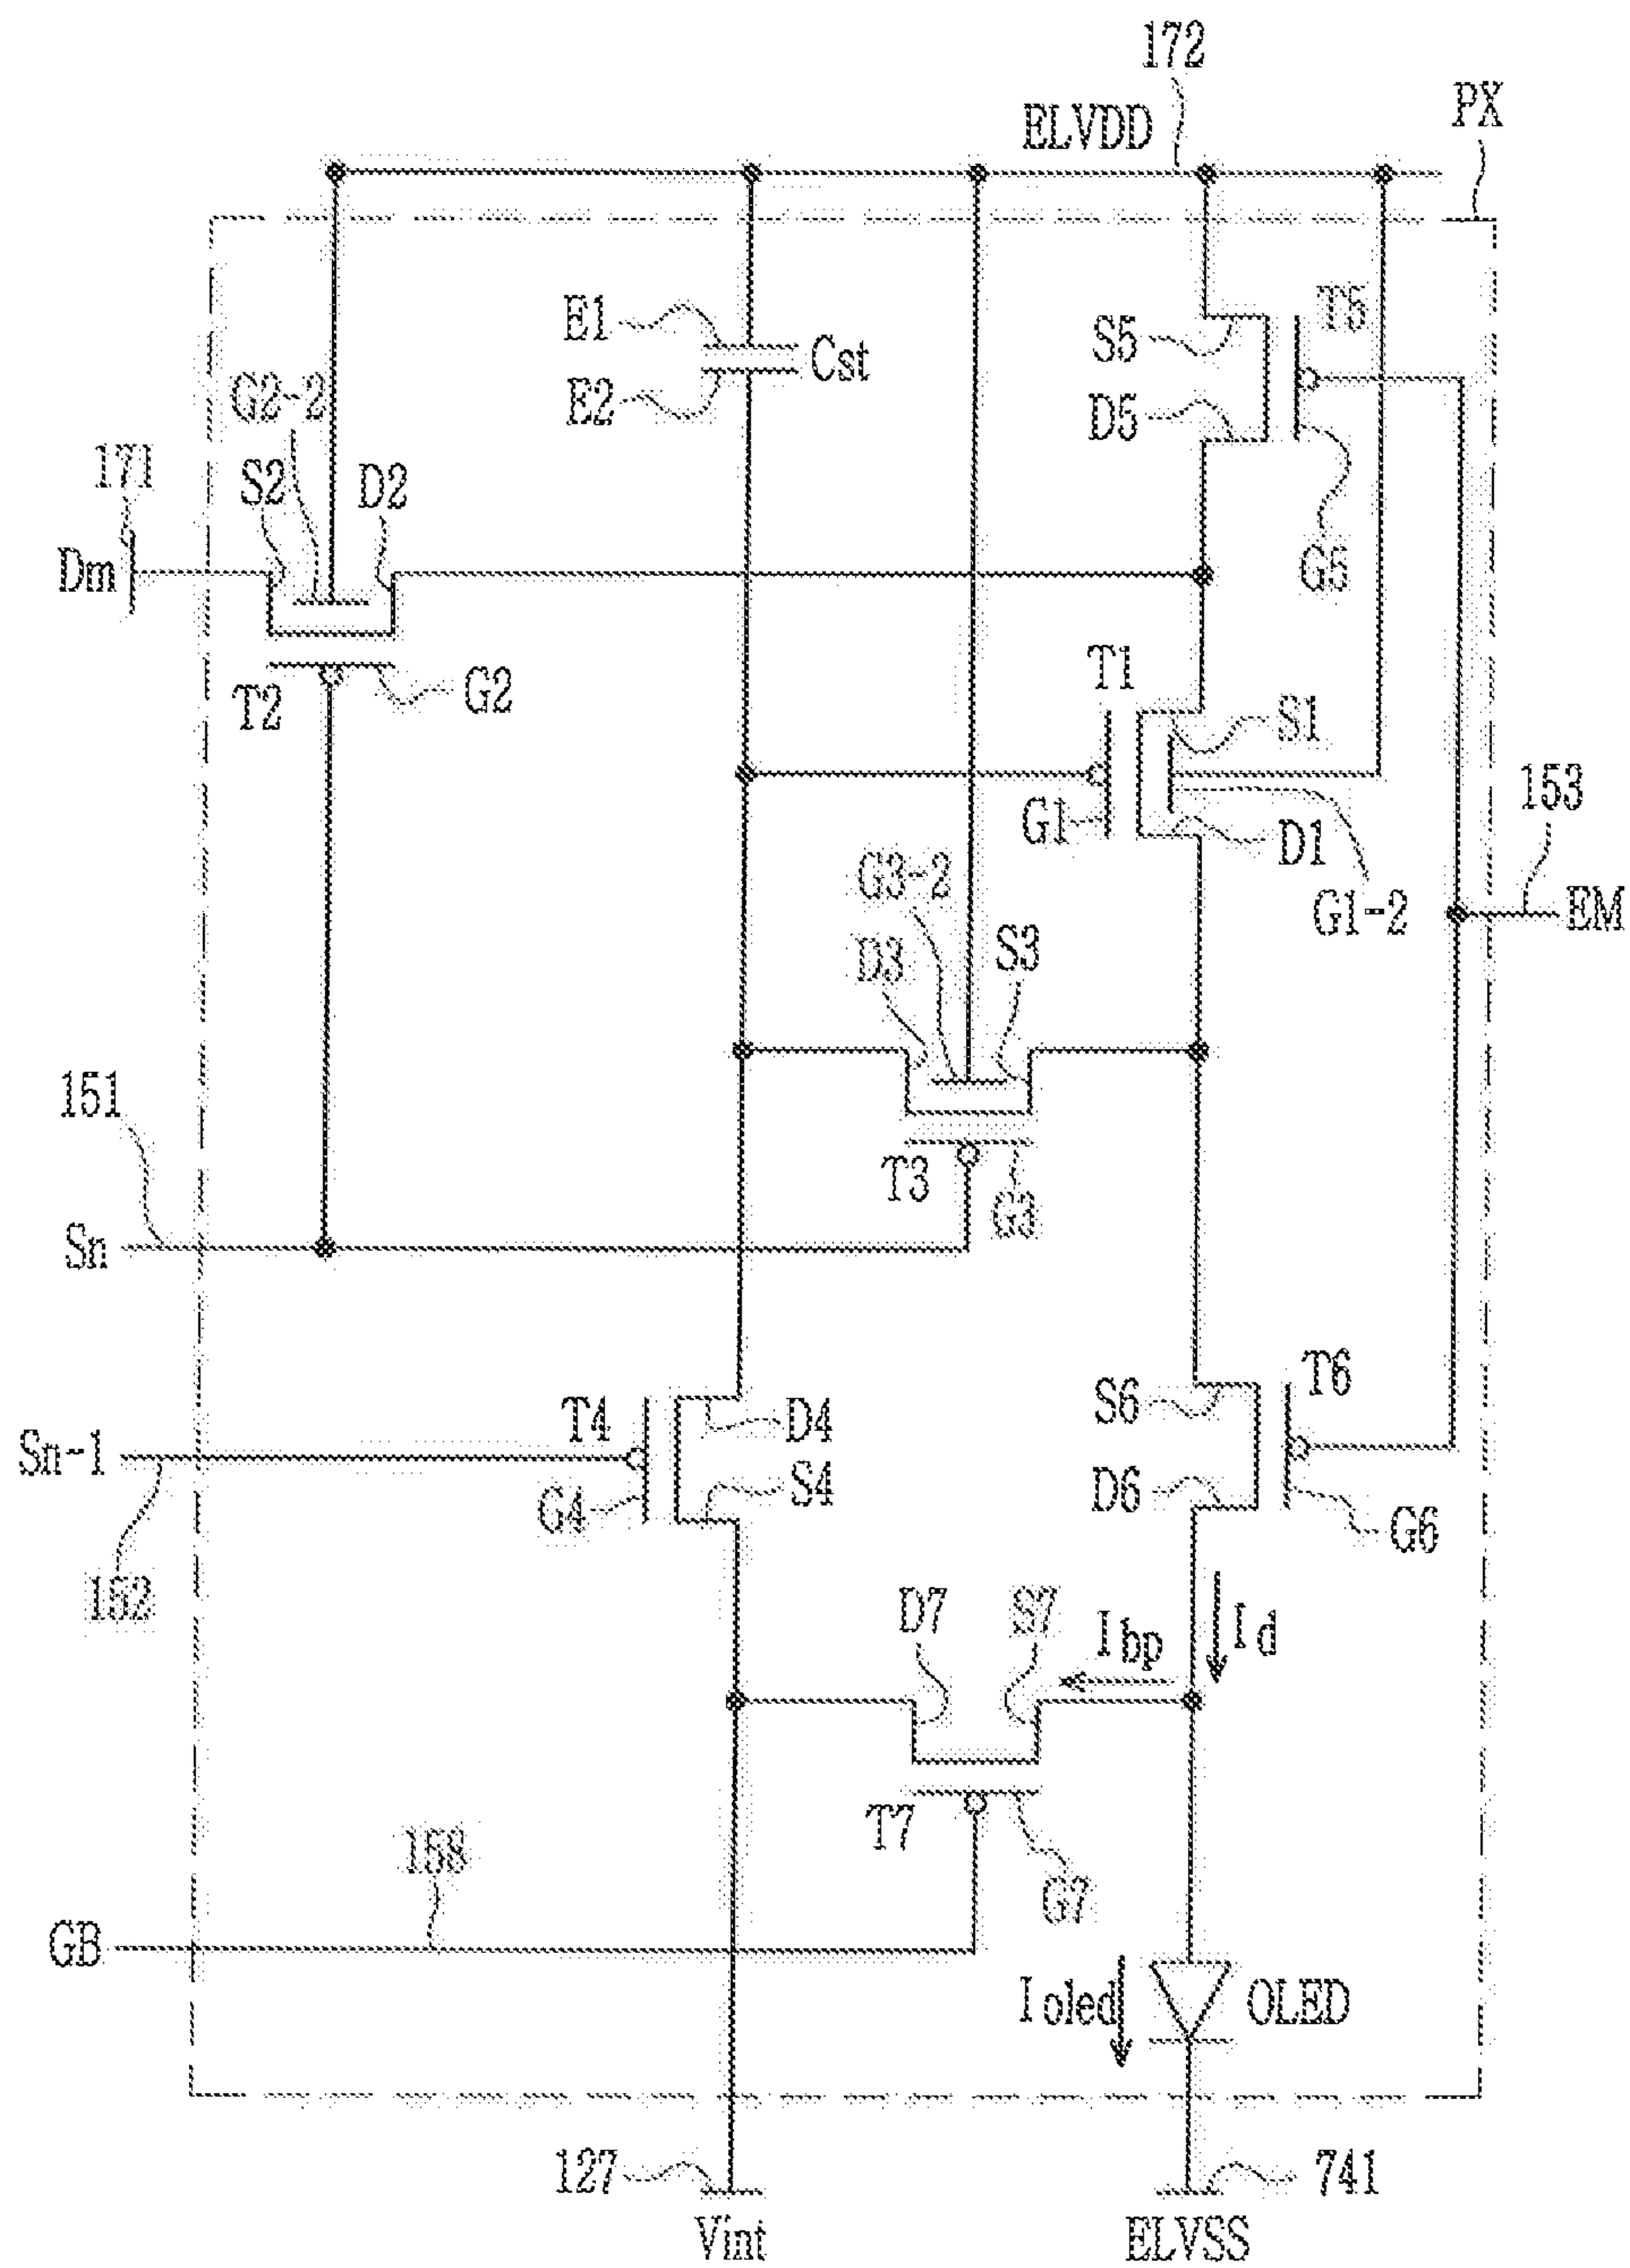 172
ELVDD
PX
E1
Cst
E2
T5
S5
D5
G5
G2-2
171
S2
D2
Dm
T2
G2
T1
S1
G1
D1
G1-2
153
EM
G3-2
D3
S3
151
T3
G3
Sn
T4
D4
S6
T6
Sn-1
G4
S4
D6
G6
152
D7
S7
Ibp
Id
T7
G7
158
GB
Ioled
OLED
127
741
Vint
ELVSS